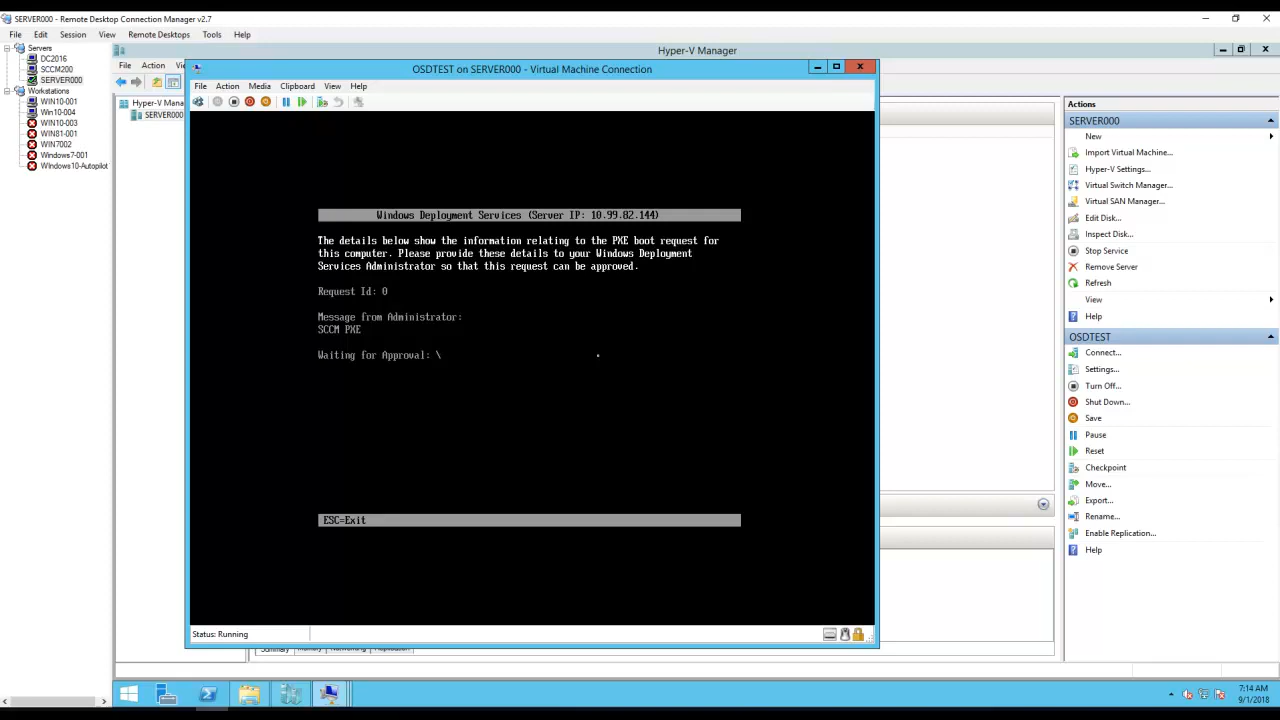 SERVER000 - Remote Desktop Connection Manager v2.7
File Edit Session View Remote Desktops Tools Help
Servers
DC2016
SCCM200
SERVER000
Workstations
WIN10-001
Win10-004
WIN10-003
WIN81-001
WIN7002
Windows7-001
Windows10-Autopilot
Hyper-V Manager
File Action
Hyper-V Mana
SERVER000
OSDTEST on SERVER000 - Virtual Machine Connection
File Action Media Clipboard View Help
Windows Deployment Services (Server IP: 10.99.82.144)
The details below show the information relating to the PXE boot request for
this computer. Please provide these details to your Windows Deployment
Services Administrator so that this request can be approved.
Request Id: 0
Message from Administrator:
SCCM PXE
Waiting for Approval: \
ESC=Exit
Status: Running
Actions
SERVER000
New
Import Virtual Machine...
Hyper-V Settings...
Virtual Switch Manager...
Virtual SAN Manager...
Edit Disk...
Inspect Disk...
Stop Service
Remove Server
Refresh
View
Help
OSDTEST
Connect...
Settings...
Turn Off...
Shut Down...
Save
Pause
Reset
Checkpoint
Move...
Export...
Rename...
Enable Replication...
Help
7:14 AM
9/1/2018